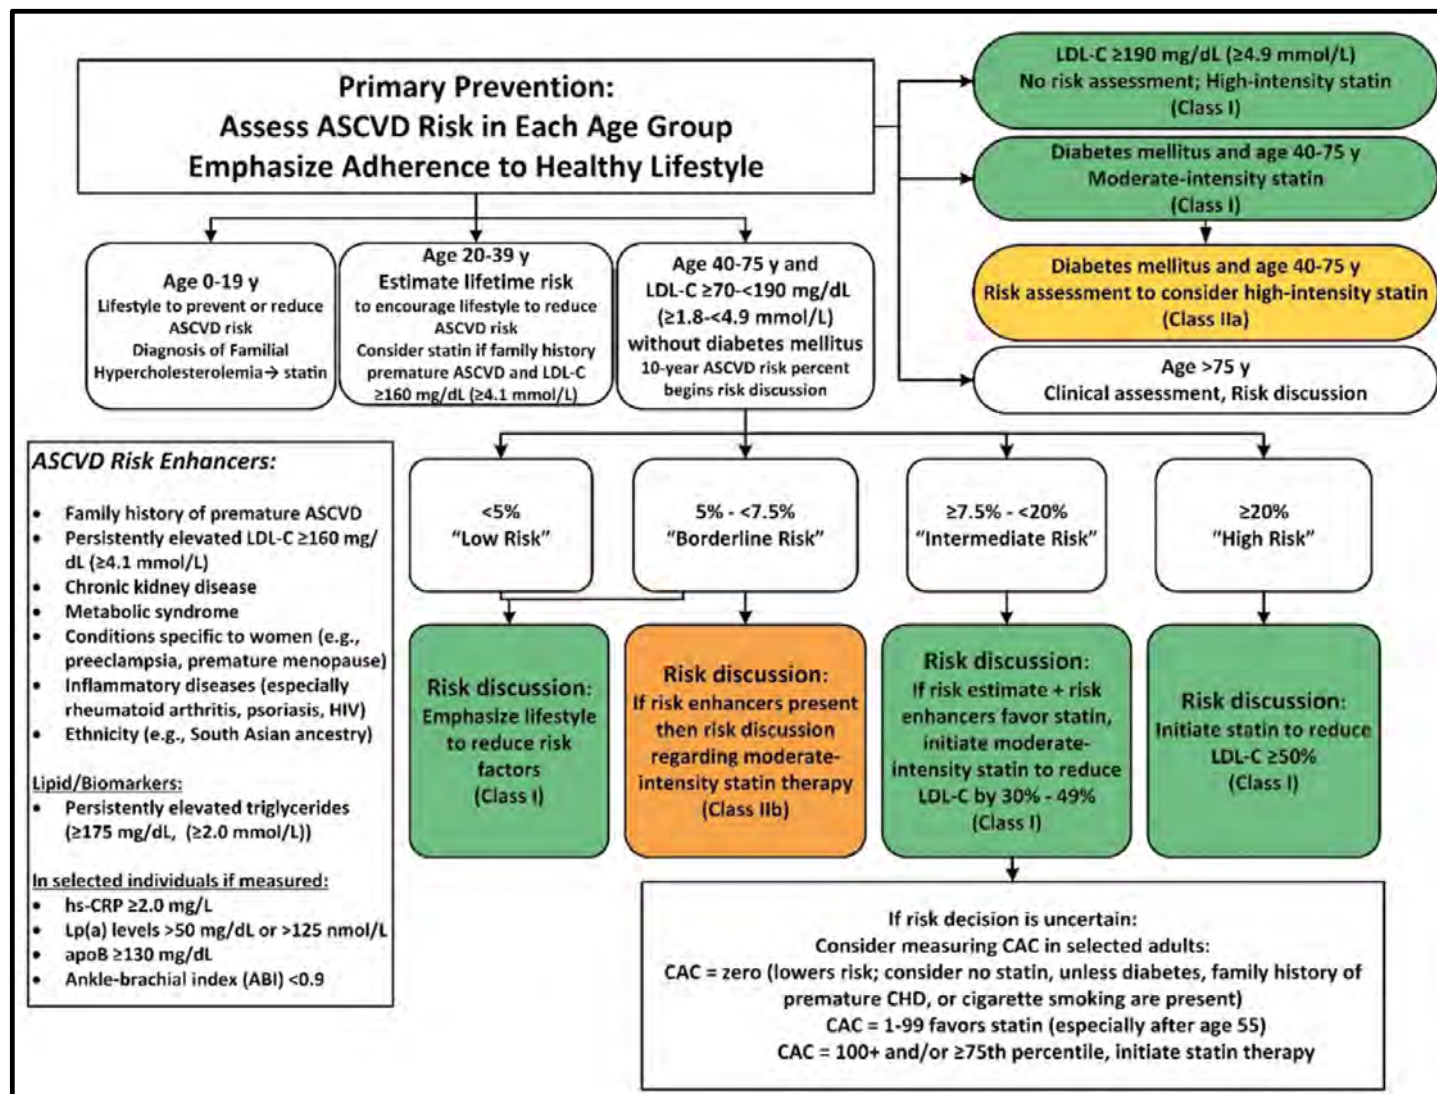 Primary Prevention:
Assess ASCVD Risk in Each Age Group
Emphasize Adherence to Healthy Lifestyle
LDL-C ≥190 mg/dL (≥4.9 mmol/L)
No risk assessment; High-intensity statin
(Class I)
Diabetes mellitus and age 40-75 y
Moderate-intensity statin
(Class I)
Diabetes mellitus and age 40-75 y
Risk assessment to consider high-intensity statin
(Class IIa)
Age >75 y
Clinical assessment, Risk discussion
Age 0-19 y
Lifestyle to prevent or reduce
ASCVD risk
Diagnosis of Familial
Hypercholesterolemia→ statin
Age 20-39 y
Estimate lifetime risk
to encourage lifestyle to reduce
ASCVD risk
Consider statin if family history
premature ASCVD and LDL-C
≥160 mg/dL (≥4.1 mmol/L)
Age 40-75 y and
LDL-C ≥70-<190 mg/dL
(≥1.8-<4.9 mmol/L)
without diabetes mellitus
10-year ASCVD risk percent
begins risk discussion
<5%
“Low Risk”
5% - <7.5%
“Borderline Risk”
≥7.5% - <20%
“Intermediate Risk”
≥20%
“High Risk”
Risk discussion:
Emphasize lifestyle
to reduce risk
factors
(Class I)
Risk discussion:
If risk enhancers present
then risk discussion
regarding moderate-
intensity statin therapy
(Class IIb)
Risk discussion:
If risk estimate + risk
enhancers favor statin,
initiate moderate-
intensity statin to reduce
LDL-C by 30% - 49%
(Class I)
Risk discussion:
Initiate statin to reduce
LDL-C ≥50%
(Class I)
If risk decision is uncertain:
Consider measuring CAC in selected adults:
CAC = zero (lowers risk; consider no statin, unless diabetes, family history of
premature CHD, or cigarette smoking are present)
CAC = 1-99 favors statin (especially after age 55)
CAC = 100+ and/or ≥75th percentile, initiate statin therapy
ASCVD Risk Enhancers:
• Family history of premature ASCVD
• Persistently elevated LDL-C ≥160 mg/
dL (≥4.1 mmol/L)
• Chronic kidney disease
• Metabolic syndrome
• Conditions specific to women (e.g.,
preeclampsia, premature menopause)
• Inflammatory diseases (especially
rheumatoid arthritis, psoriasis, HIV)
• Ethnicity (e.g., South Asian ancestry)
Lipid/Biomarkers:
• Persistently elevated triglycerides
(≥175 mg/dL, (≥2.0 mmol/L))
In selected individuals if measured:
• hs-CRP ≥2.0 mg/L
• Lp(a) levels >50 mg/dL or >125 nmol/L
• apoB ≥130 mg/dL
• Ankle-brachial index (ABI) <0.9